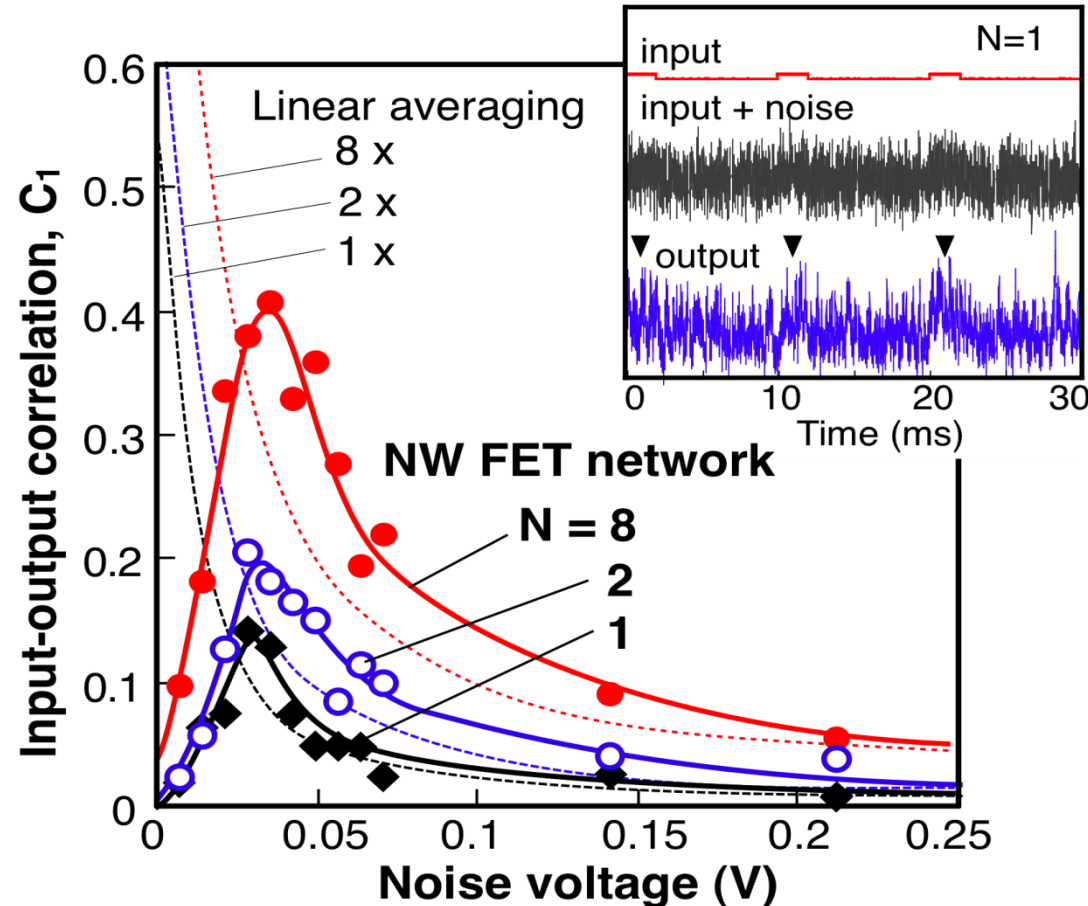 input
N=1
input + noise
output
0
10
20
30
Time (ms)
0.6
0.5
0.4
0.3
0.2
0.1
0
Input-output correlation, C₁
Linear averaging
8 x
2 x
1 x
NW FET network
N = 8
2
1
0
0.05
0.1
0.15
0.2
0.25
Noise voltage (V)